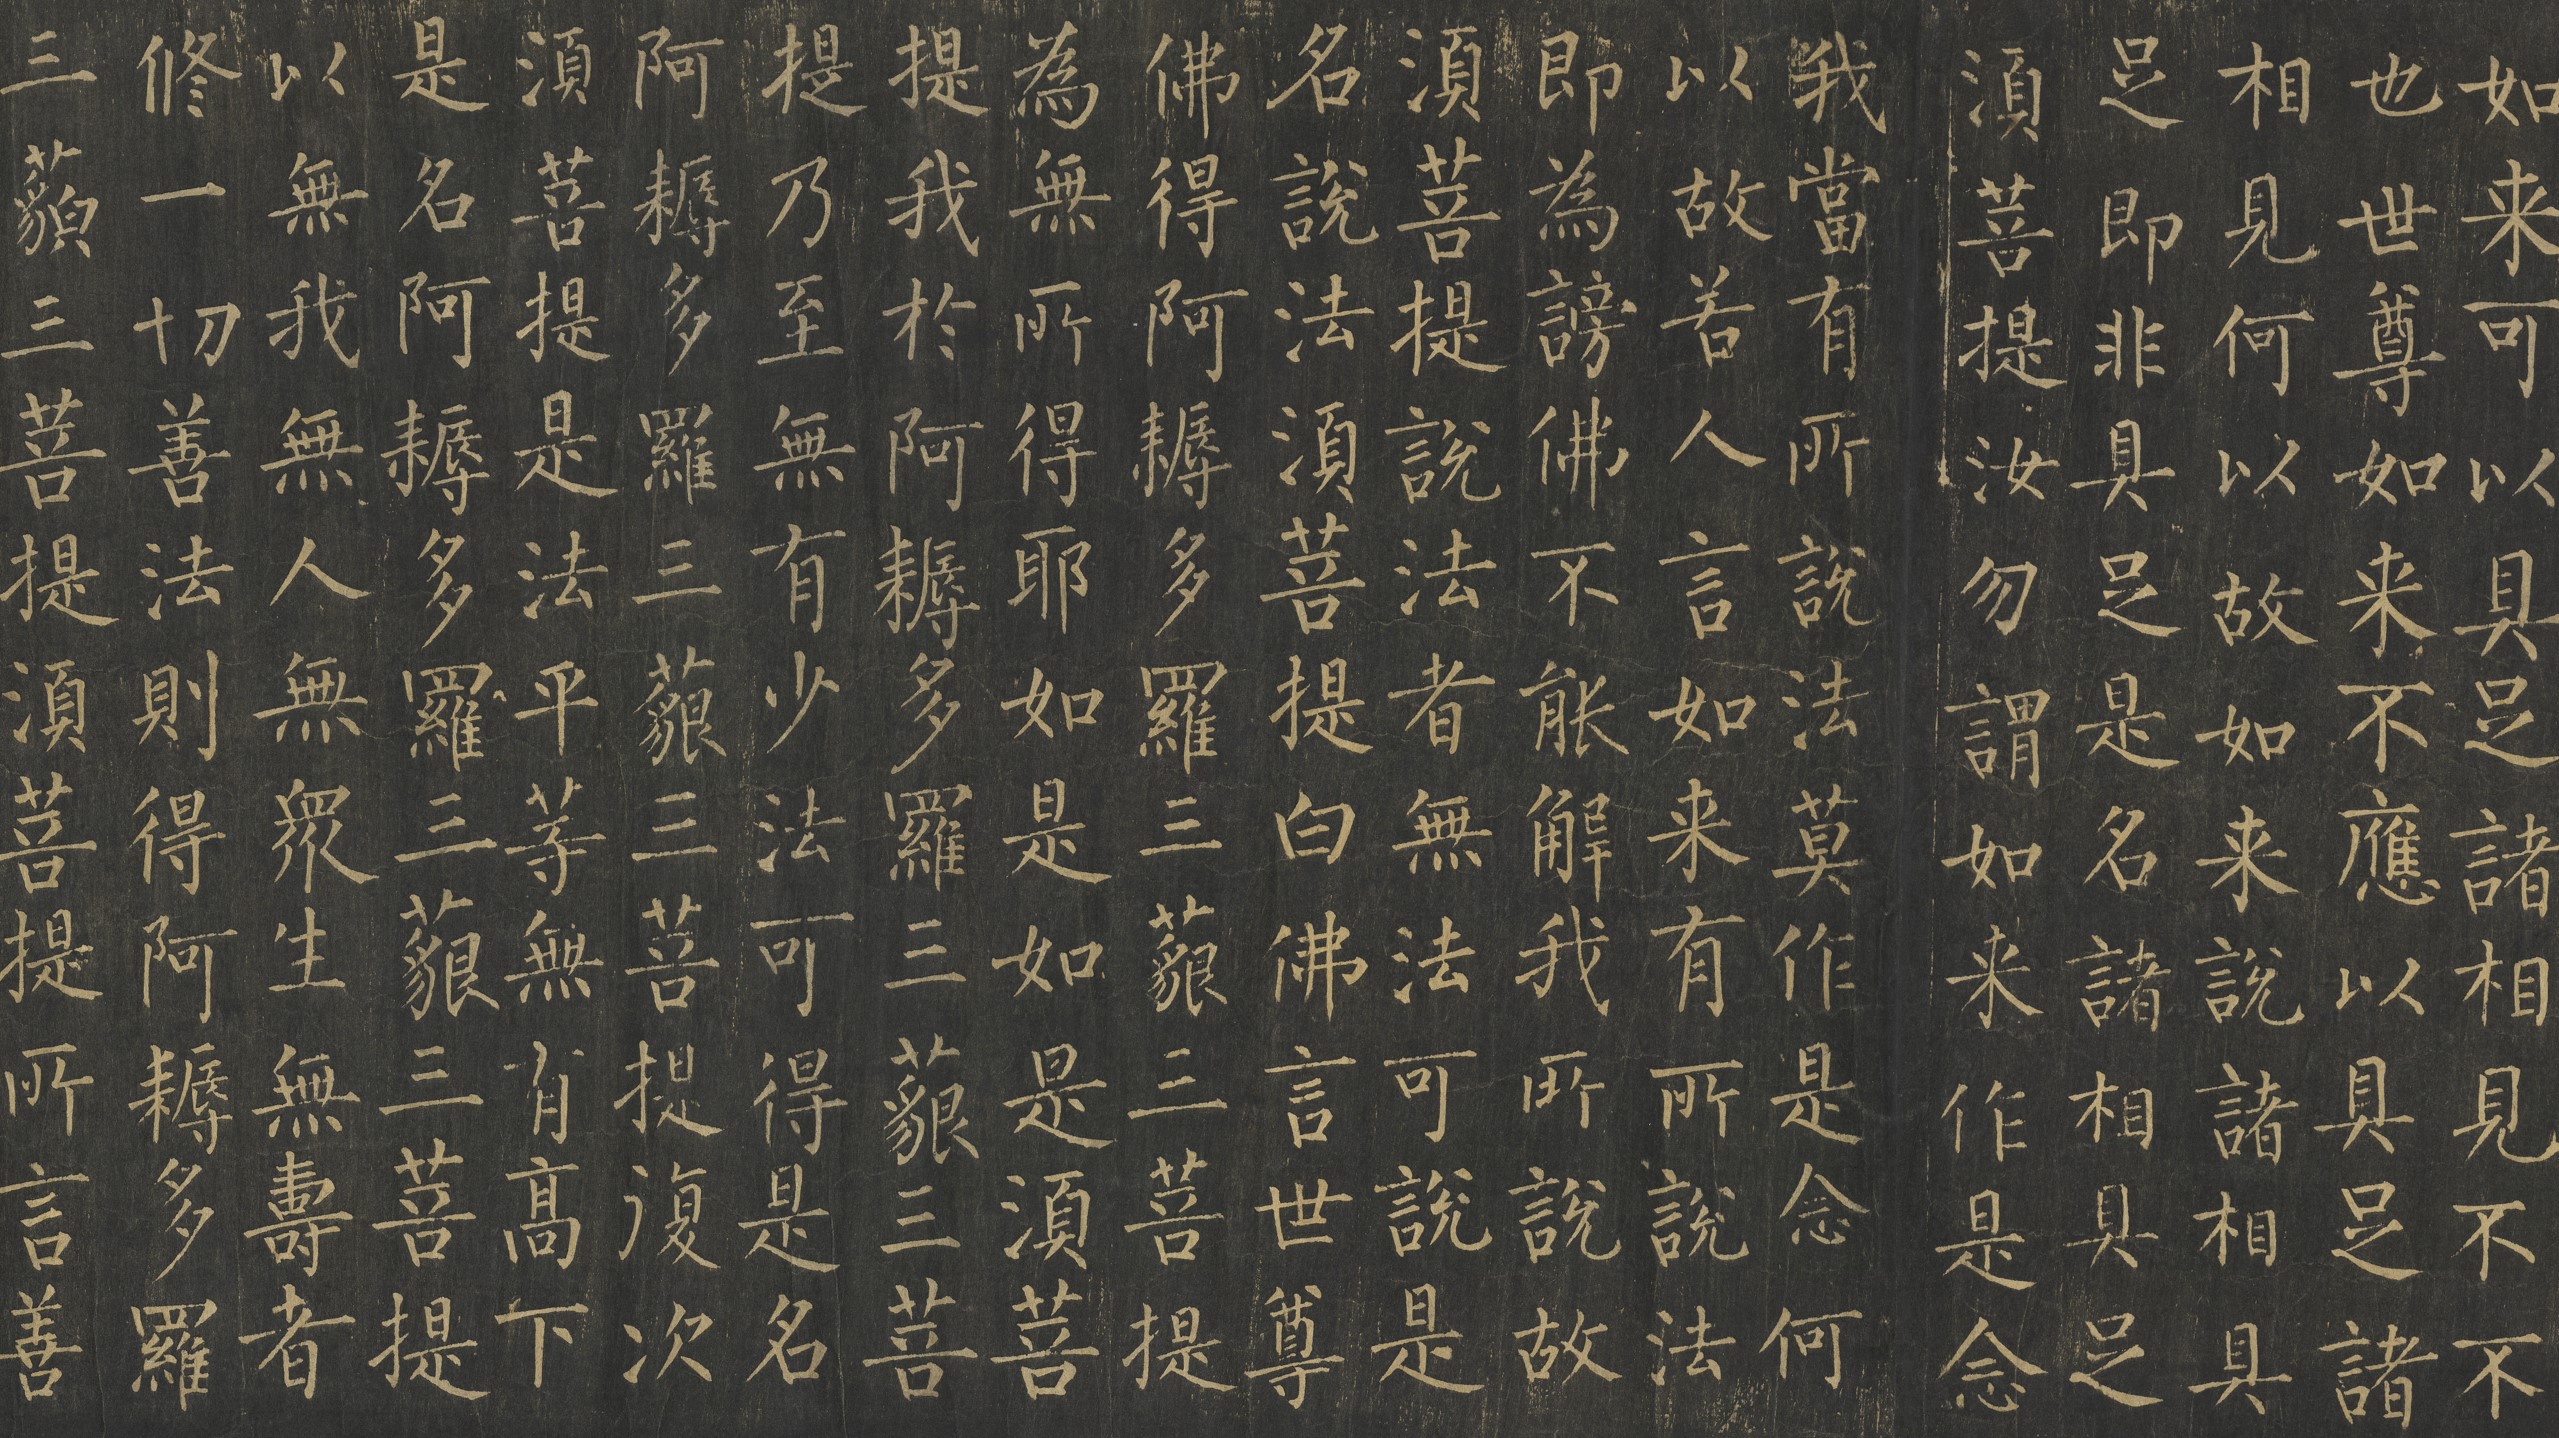 如来可以具足諸相見不不
也世尊如来不應以具足諸
相見何以故如来說諸相具
足即非具足是名諸相具足
須菩提汝勿謂如来作是念
我當有所說法莫作是念何
以故若人言如来有所說法
即為謗佛不能解我所說故
須菩提說法者無法可說是
名說法須菩提白佛言世尊
佛得阿耨多羅三藐三菩提
為無所得耶如是如是須菩
提我於阿耨多羅三藐三菩
提乃至無有少法可得是名
阿耨多羅三藐三菩提復次
須菩提是法平等無有高下
是名阿耨多羅三藐三菩提
以無我無人無眾生無壽者
修一切善法則得阿耨多羅
三藐三菩提須菩提所言善